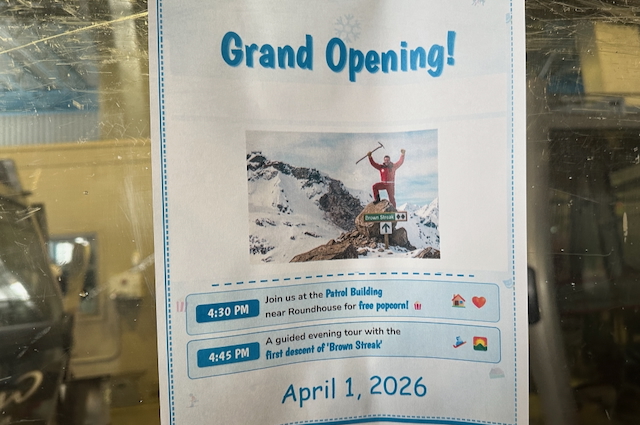 Grand Opening!
Brown Streak
4:30 PM
Join us at the Patrol Building
near Roundhouse for free popcorn!
4:45 PM
A guided evening tour with the
first descent of 'Brown Streak'
April 1, 2026